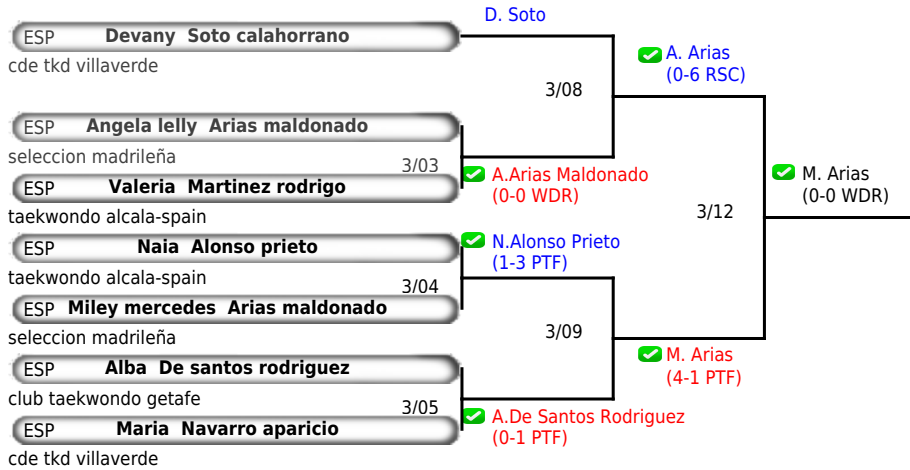 D. Soto
ESP Devany Soto calahorrano
cde tkd villaverde
A. Arias
(0-6 RSC)
3/08
ESP Angela lelly Arias maldonado
seleccion madrileña
3/03
ESP Valeria Martinez rodrigo
taekwondo alcala-spain
A.Arias Maldonado
(0-0 WDR)
M. Arias
(0-0 WDR)
3/12
ESP Naia Alonso prieto
taekwondo alcala-spain
N.Alonso Prieto
(1-3 PTF)
3/04
ESP Miley mercedes Arias maldonado
seleccion madrileña
3/09
M. Arias
(4-1 PTF)
ESP Alba De santos rodriguez
club taekwondo getafe
3/05
ESP Maria Navarro aparicio
cde tkd villaverde
A.De Santos Rodriguez
(0-1 PTF)